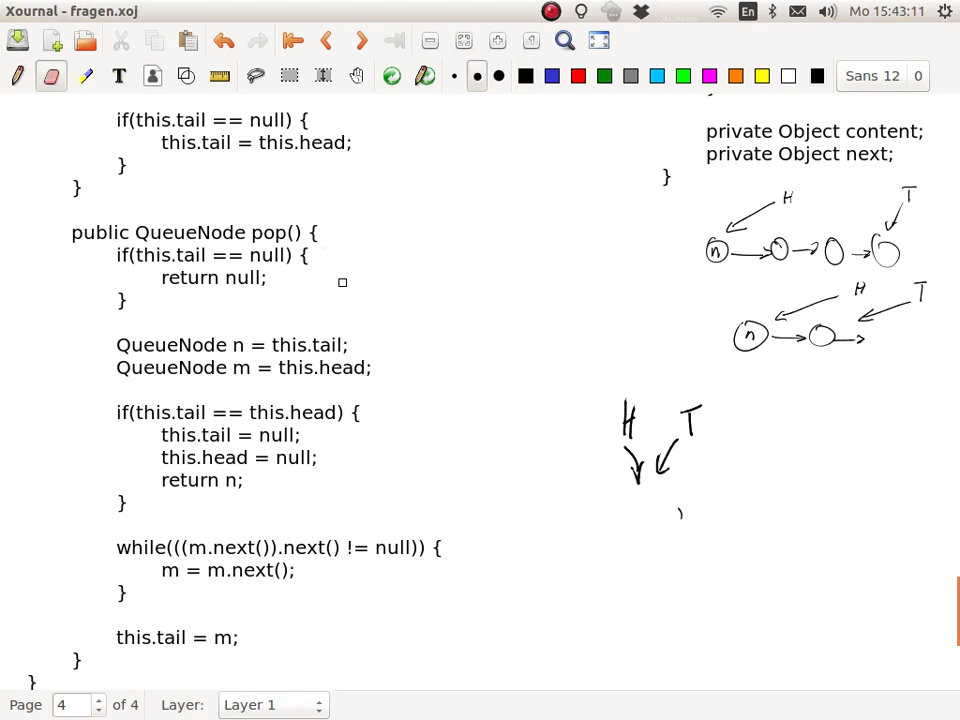 Xournal - fragen.xoj
En
Mo 15:43:11
T
Sans 12
0
if(this.tail == null) {
this.tail = this.head;
}
}
public QueueNode pop() {
if(this.tail == null) {
return null;
}
QueueNode n = this.tail;
QueueNode m = this.head;
if(this.tail == this.head) {
this.tail = null;
this.head = null;
return n;
}
while(((m.next()).next() != null)) {
m = m.next();
}
this.tail = m;
}
}
private Object content;
private Object next;
}
H T
n
H T
n
H T
Page 4 of 4 Layer: Layer 1